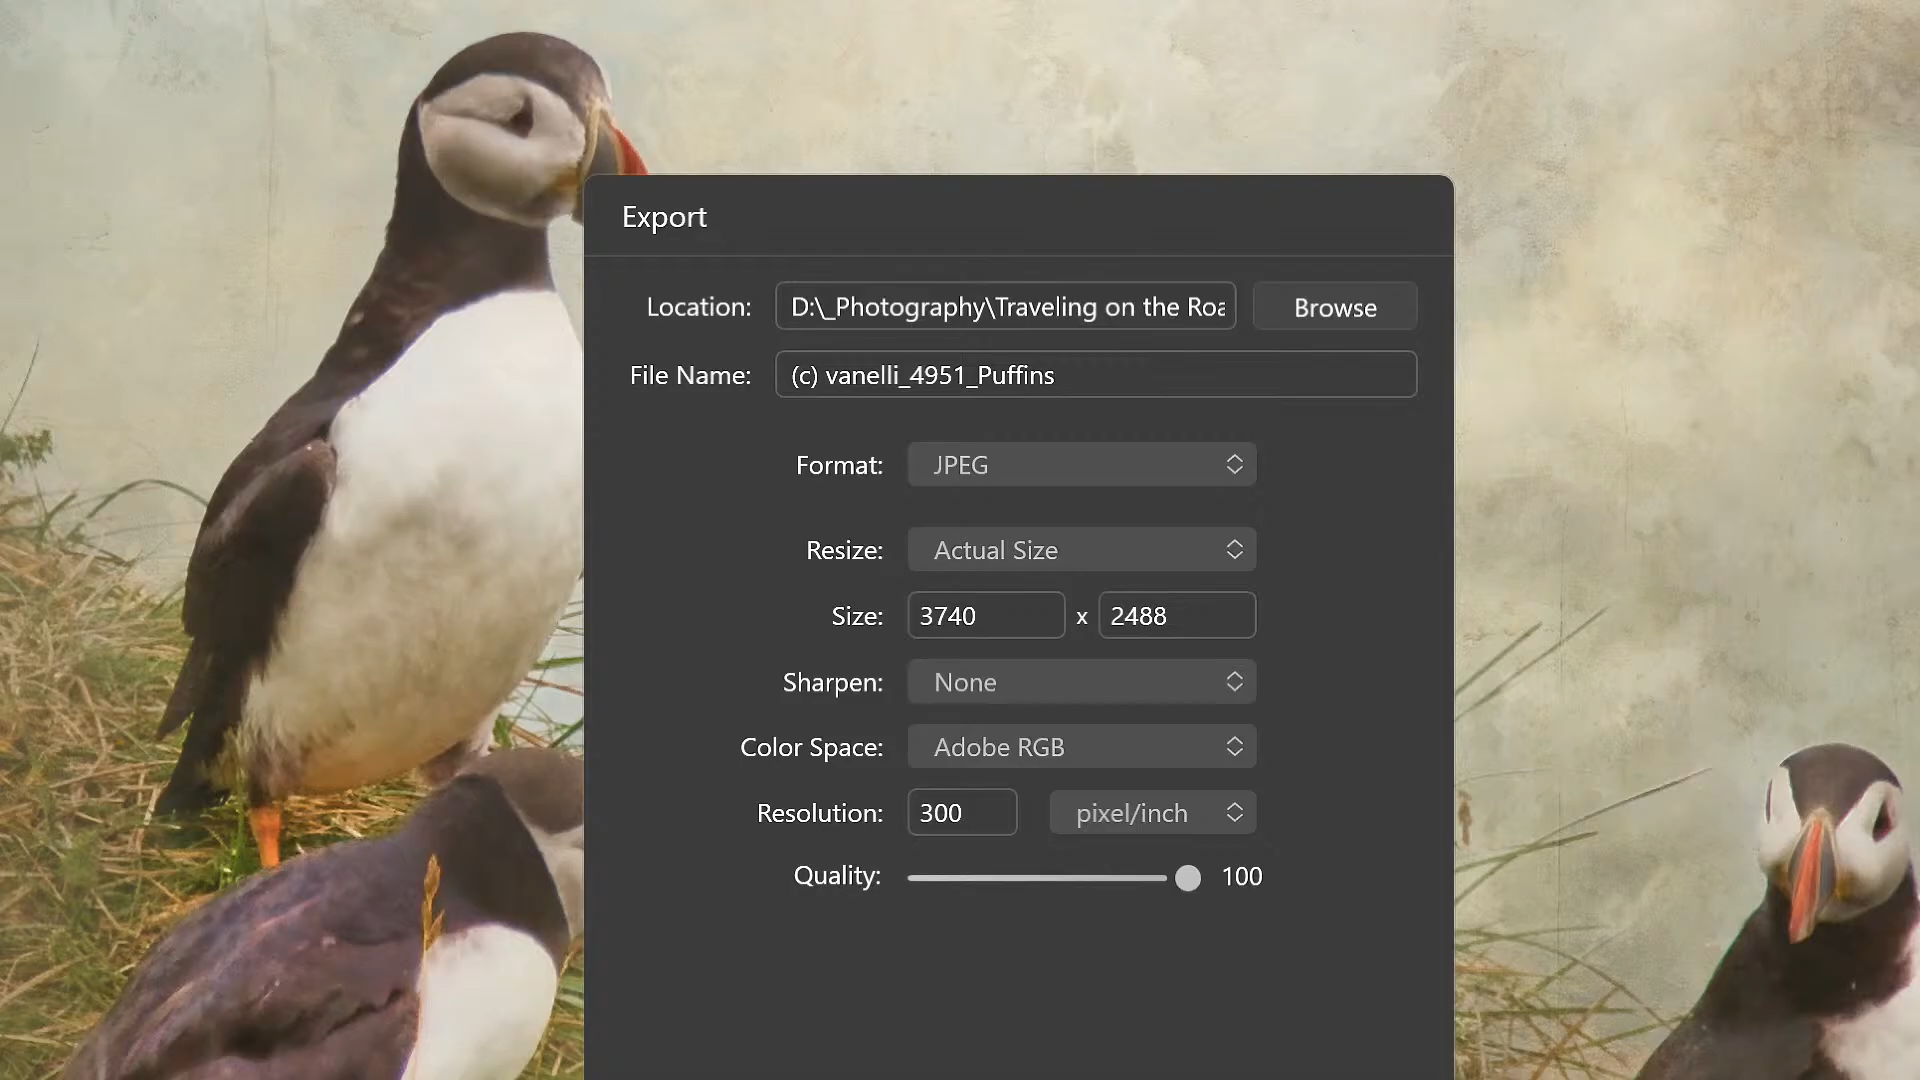 Export
Location: D:\_Photography\Traveling on the Roa Browse
File Name: (c) vanelli_4951_Puffins
Format: JPEG
Resize: Actual Size
Size: 3740 x 2488
Sharpen: None
Color Space: Adobe RGB
Resolution: 300 pixel/inch
Quality: 100